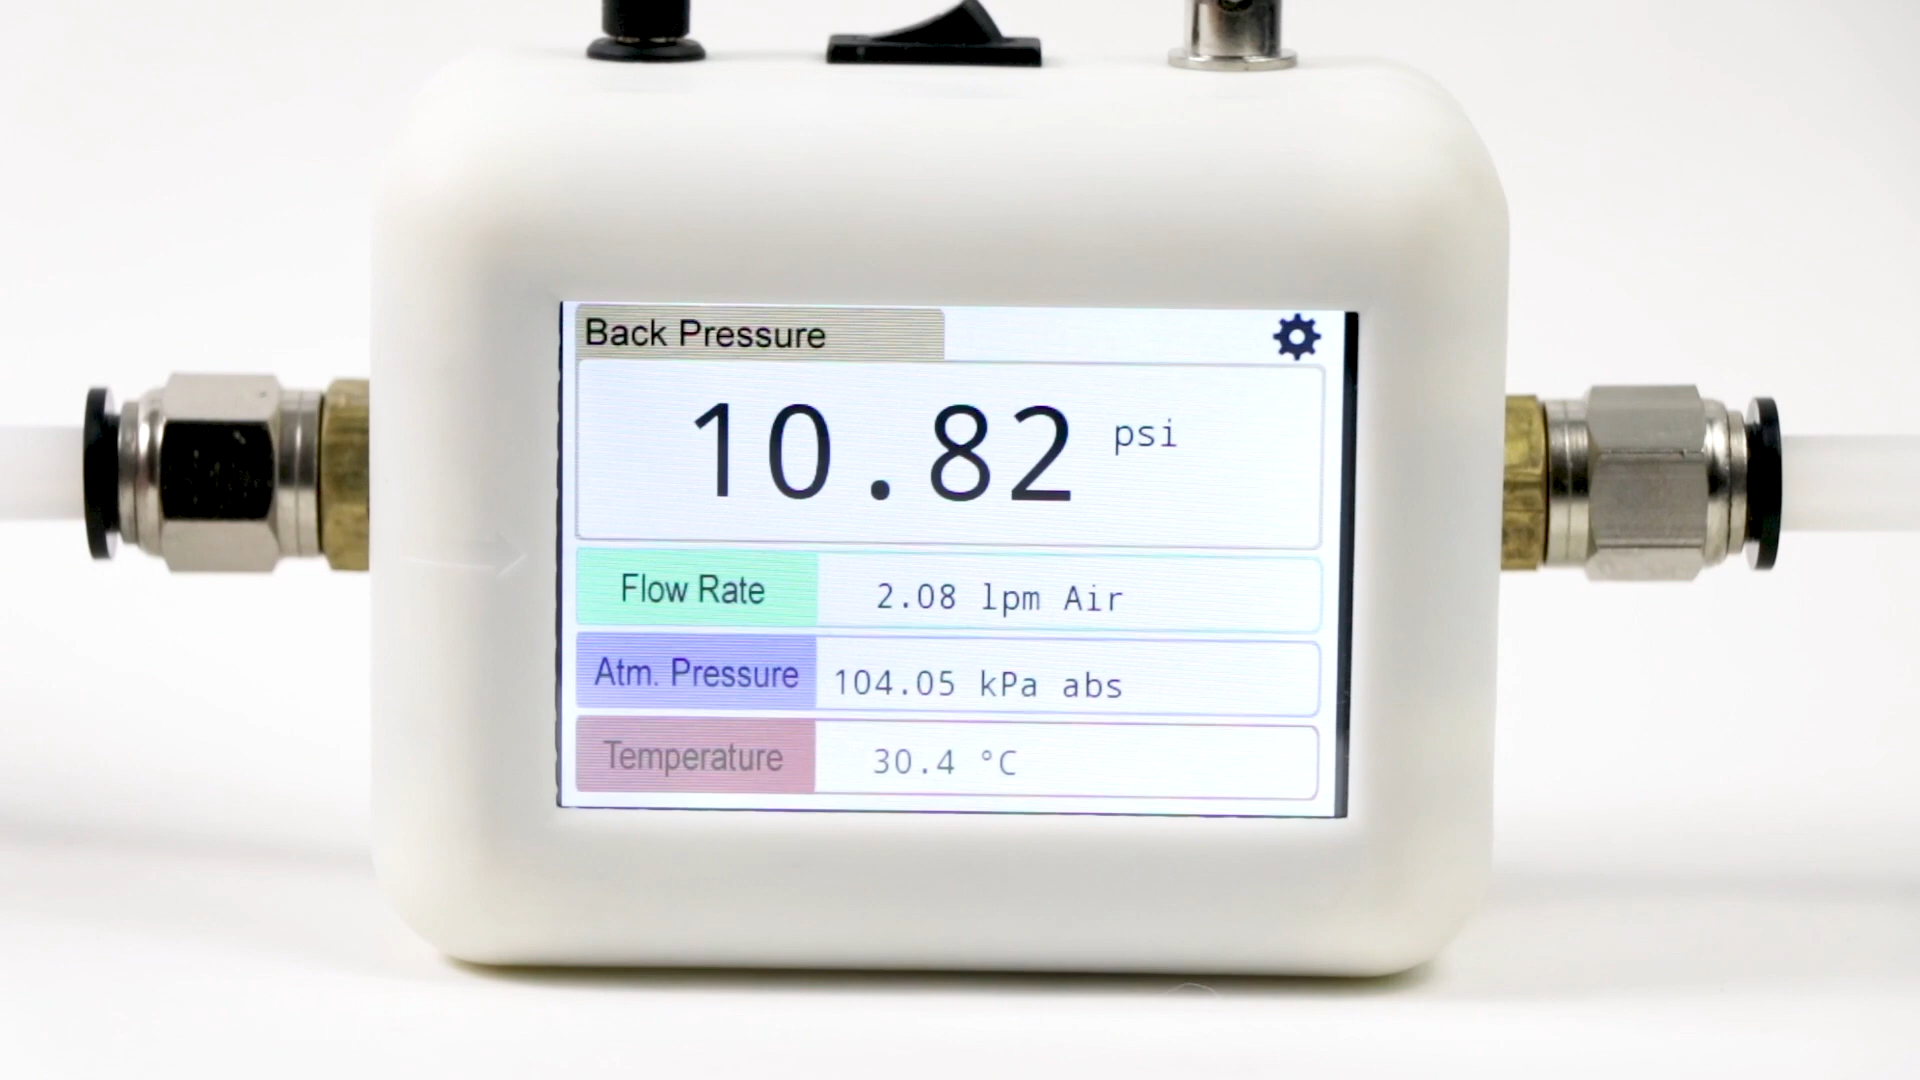 Back Pressure
10.82 psi
Flow Rate 2.08 lpm Air
Atm. Pressure 104.05 kPa abs
Temperature 30.4 °C